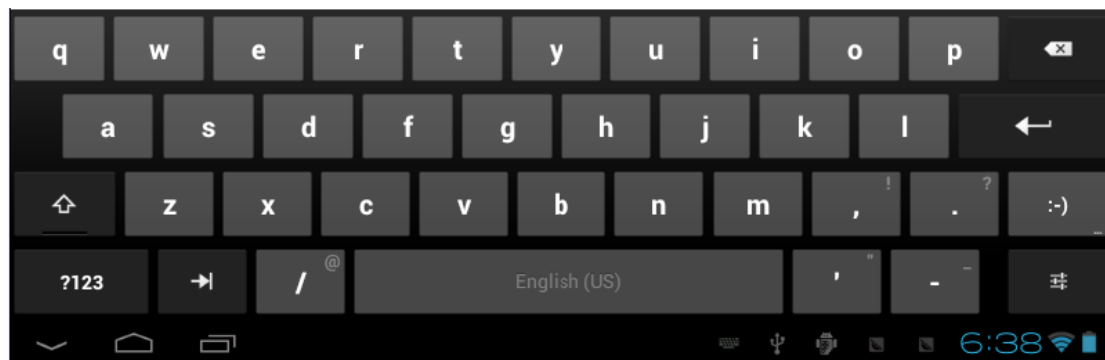 q w e r t y u i o p
a s d f g h j k l
z x c v b n m ! , ? . :-) ...
?123 / @ English (US) " ' _ -
6:38